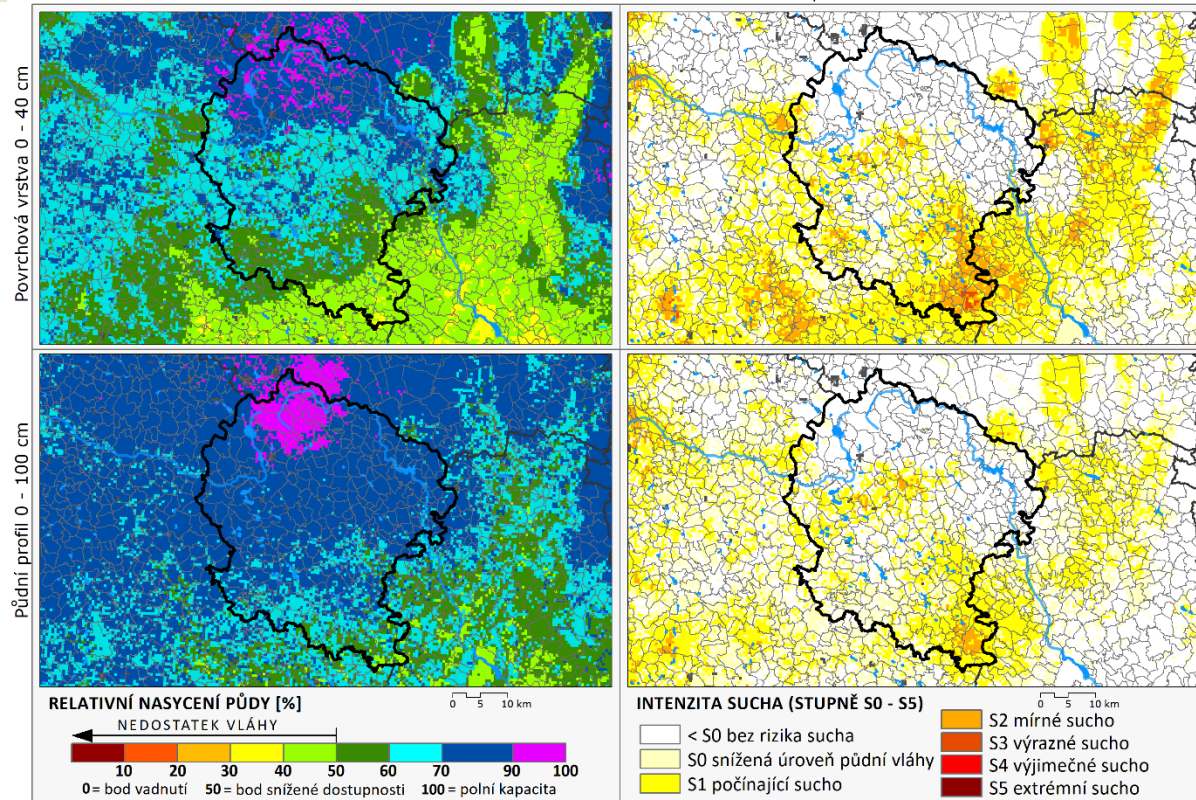 Povrchová vrstva 0 - 40 cm
Půdní profil 0 - 100 cm
RELATIVNÍ NASYCENÍ PŮDY [%]
0 5 10 km
NEDOSTATEK VLÁHY
10 20 30 40 50 60 70 90 100
0 = bod vadnutí 50 = bod snížené dostupnosti 100 = polní kapacita
INTENZITA SUCHA (STUPNĚ S0 - S5)
0 5 10 km
< S0 bez rizika sucha
S0 snížená úroveň půdní vláhy
S1 počínající sucho
S2 mírné sucho
S3 výrazné sucho
S4 výjimečné sucho
S5 extrémní sucho